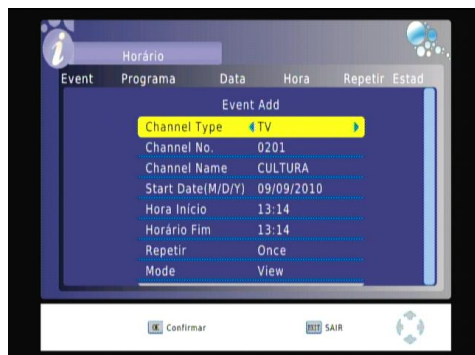 Horário
Event Programa Data Hora Repetir Estad
Event Add
Channel Type TV
Channel No. 0201
Channel Name CULTURA
Start Date(M/D/Y) 09/09/2010
Hora Início 13:14
Horário Fim 13:14
Repetir Once
Mode View
OK Confirmar EXIT SAIR